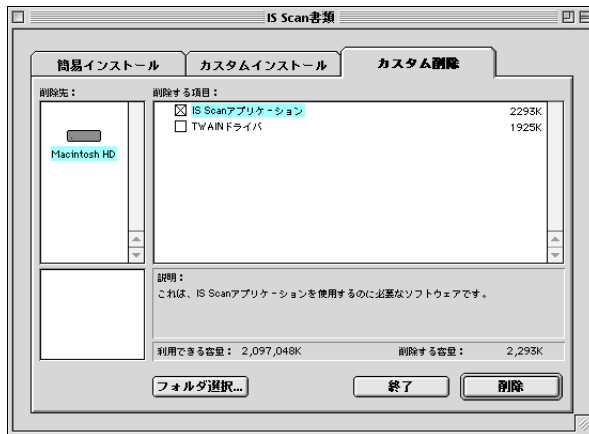 IS Scan書類
簡易インストール
カスタムインストール
カスタム削除
削除先：
削除する項目：
Macintosh HD
IS Scanアプリケーション 2293K
TWAINドライバ 1925K
説明：
これは、IS Scanアプリケーションを使用するのに必要なソフトウェアです。
利用できる容量： 2,097,048K 削除する容量： 2,293K
フォルダ選択... 終了 削除